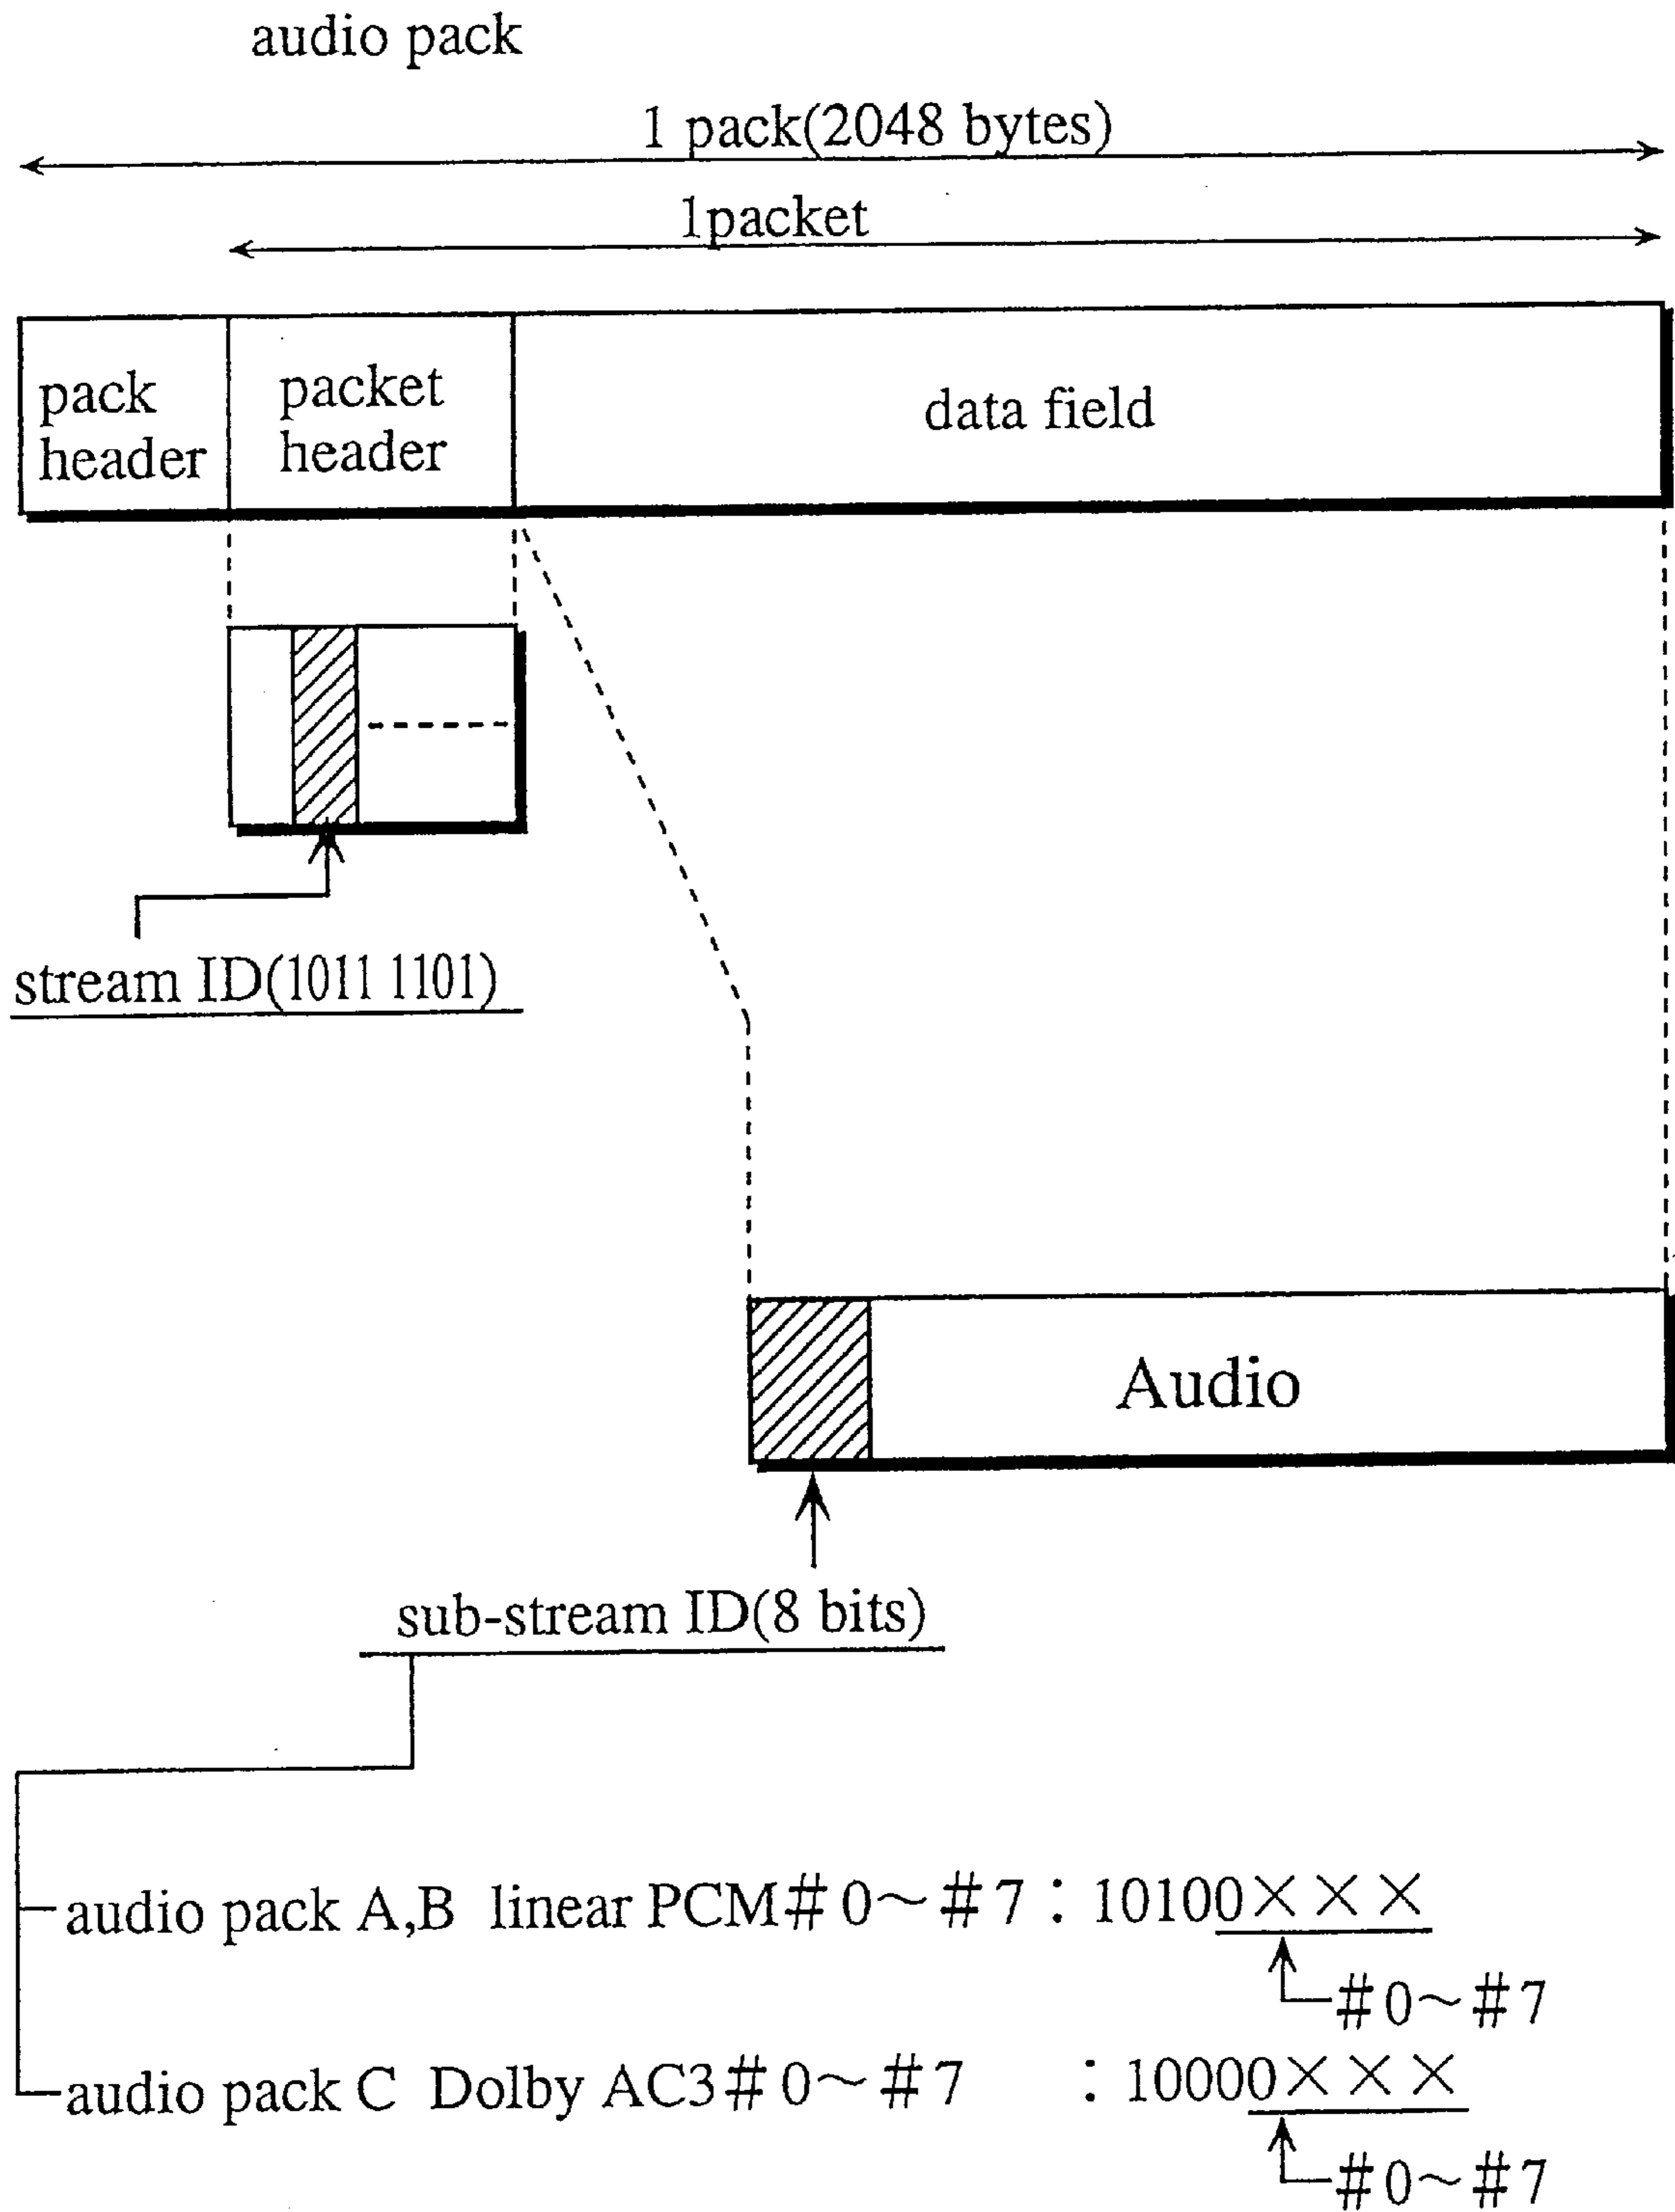 audio pack
1 pack(2048 bytes)
1packet
pack
header
packet
header
data field
stream ID(1011 1101)
Audio
sub-stream ID(8 bits)
audio pack A,B linear PCM# 0~ # 7 : 10100×××
# 0~ # 7
audio pack C Dolby AC3# 0~ # 7 : 10000×××
# 0~ # 7